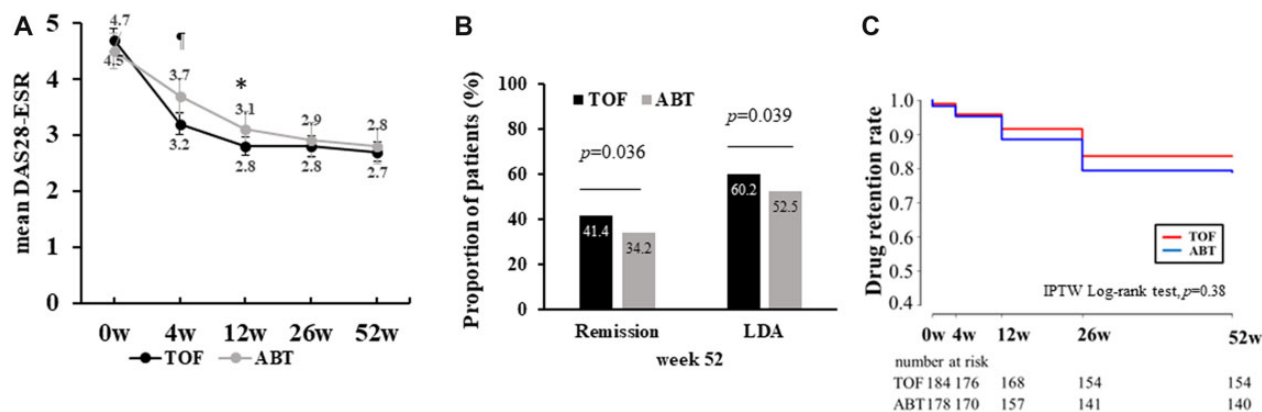 A
mean DAS28-ESR
5
4
3
2
1
0
4.7
4.5
¶
3.7
3.2
*
3.1
2.8
2.9
2.8
2.8
2.7
0w 4w 12w 26w 52w
TOF ABT
B
Proportion of patients (%)
100
80
60
40
20
0
TOF ABT
p=0.036
p=0.039
41.4
34.2
60.2
52.5
Remission LDA
week 52
C
Drug retention rate
1.0
0.9
0.8
0.7
0.6
0.5
0.4
TOF
ABT
IPTW Log-rank test, p=0.38
0w 4w 12w 26w 52w
number at risk
TOF 184 176 168 154 154
ABT 178 170 157 141 140